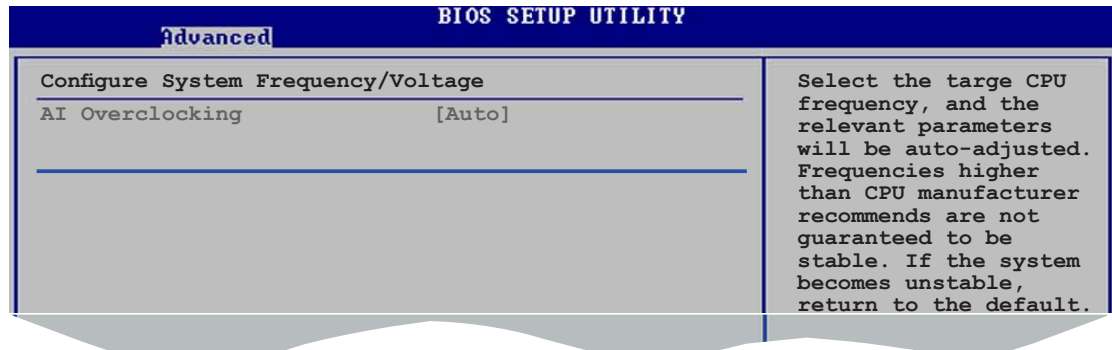 BIOS SETUP UTILITY
Advanced
Configure System Frequency/Voltage
AI Overclocking [Auto]
Select the targe CPU
frequency, and the
relevant parameters
will be auto-adjusted.
Frequencies higher
than CPU manufacturer
recommends are not
guaranteed to be
stable. If the system
becomes unstable,
return to the default.